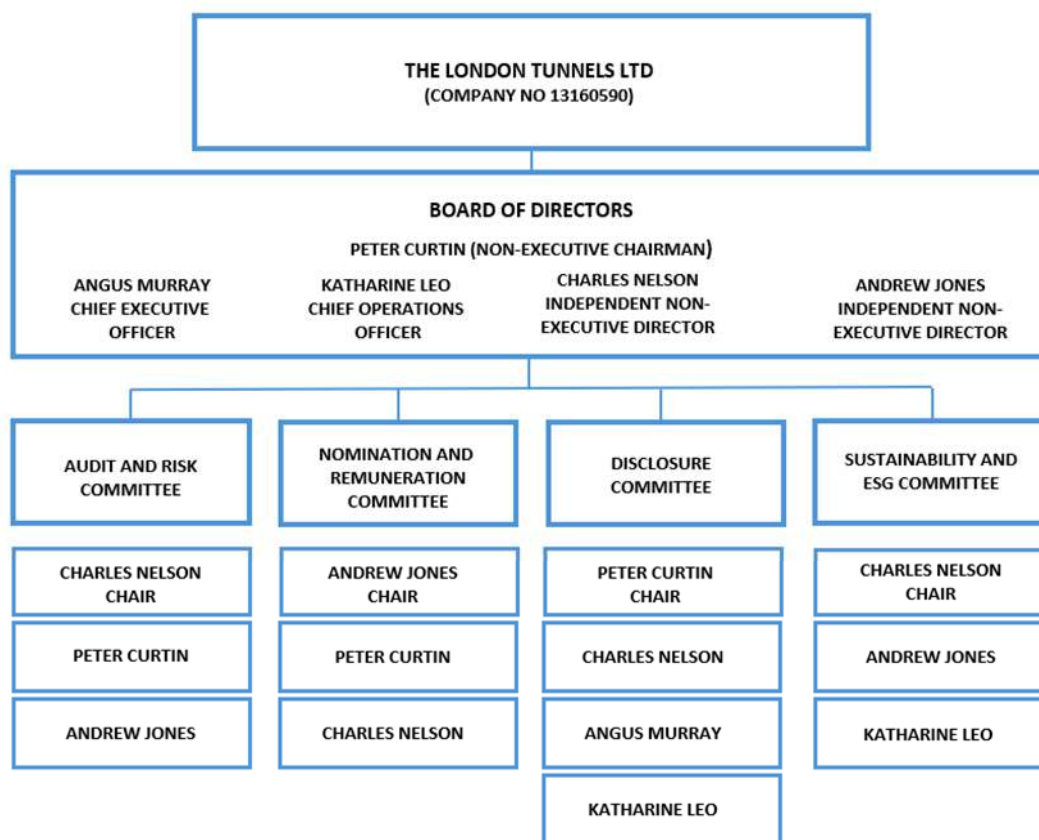 THE LONDON TUNNELS LTD
(COMPANY NO 13160590)
BOARD OF DIRECTORS
PETER CURTIN (NON-EXECUTIVE CHAIRMAN)
ANGUS MURRAY
CHIEF EXECUTIVE
OFFICER
KATHARINE LEO
CHIEF OPERATIONS
OFFICER
CHARLES NELSON
INDEPENDENT NON-
EXECUTIVE DIRECTOR
ANDREW JONES
INDEPENDENT NON-
EXECUTIVE DIRECTOR
AUDIT AND RISK
COMMITTEE
CHARLES NELSON
CHAIR
PETER CURTIN
ANDREW JONES
NOMINATION AND
REMUNERATION
COMMITTEE
ANDREW JONES
CHAIR
PETER CURTIN
CHARLES NELSON
DISCLOSURE
COMMITTEE
PETER CURTIN
CHAIR
CHARLES NELSON
ANGUS MURRAY
KATHARINE LEO
SUSTAINABILITY AND
ESG COMMITTEE
CHARLES NELSON
CHAIR
ANDREW JONES
KATHARINE LEO